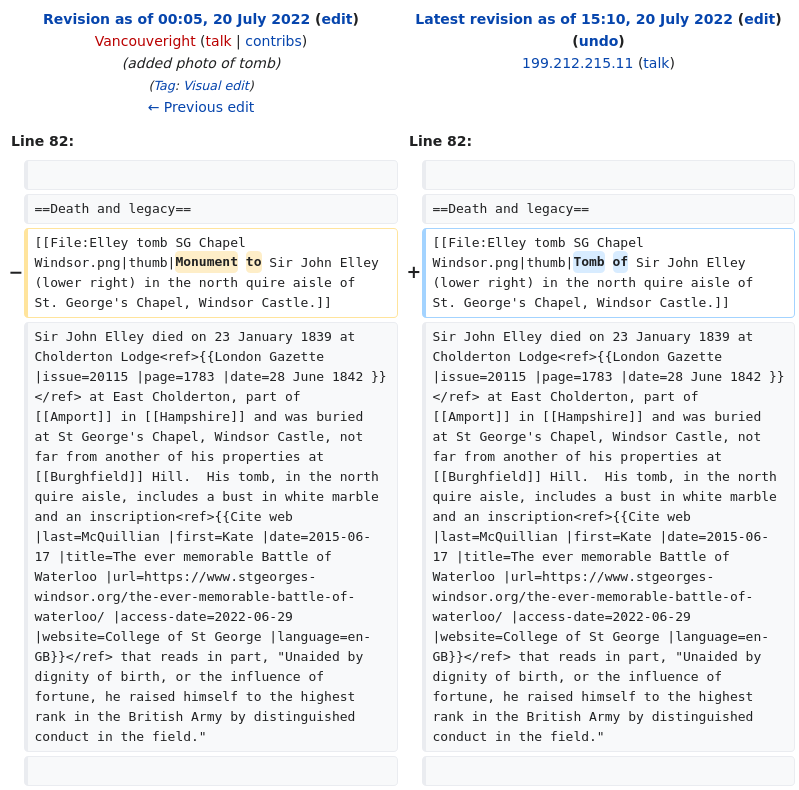 Revision as of 00:05, 20 July 2022 (edit)
Vancouveright (talk | contribs)
(added photo of tomb)
(Tag: Visual edit)
← Previous edit
Latest revision as of 15:10, 20 July 2022 (edit)
(undo)
199.212.215.11 (talk)
Line 82:
Line 82:
==Death and legacy==
==Death and legacy==
−
[[File:Elley tomb SG Chapel
Windsor.png|thumb|Monument to Sir John Elley
(lower right) in the north quire aisle of
St. George's Chapel, Windsor Castle.]]
+
[[File:Elley tomb SG Chapel
Windsor.png|thumb|Tomb of Sir John Elley
(lower right) in the north quire aisle of
St. George's Chapel, Windsor Castle.]]
Sir John Elley died on 23 January 1839 at
Cholderton Lodge<ref>{{London Gazette
|issue=20115 |page=1783 |date=28 June 1842 }}
</ref> at East Cholderton, part of
[[Amport]] in [[Hampshire]] and was buried
at St George's Chapel, Windsor Castle, not
far from another of his properties at
[[Burghfield]] Hill.  His tomb, in the north
quire aisle, includes a bust in white marble
and an inscription<ref>{{Cite web
|last=McQuillian |first=Kate |date=2015-06-
17 |title=The ever memorable Battle of
Waterloo |url=https://www.stgeorges-
windsor.org/the-ever-memorable-battle-of-
waterloo/ |access-date=2022-06-29
|website=College of St George |language=en-
GB}}</ref> that reads in part, "Unaided by
dignity of birth, or the influence of
fortune, he raised himself to the highest
rank in the British Army by distinguished
conduct in the field."
Sir John Elley died on 23 January 1839 at
Cholderton Lodge<ref>{{London Gazette
|issue=20115 |page=1783 |date=28 June 1842 }}
</ref> at East Cholderton, part of
[[Amport]] in [[Hampshire]] and was buried
at St George's Chapel, Windsor Castle, not
far from another of his properties at
[[Burghfield]] Hill.  His tomb, in the north
quire aisle, includes a bust in white marble
and an inscription<ref>{{Cite web
|last=McQuillian |first=Kate |date=2015-06-
17 |title=The ever memorable Battle of
Waterloo |url=https://www.stgeorges-
windsor.org/the-ever-memorable-battle-of-
waterloo/ |access-date=2022-06-29
|website=College of St George |language=en-
GB}}</ref> that reads in part, "Unaided by
dignity of birth, or the influence of
fortune, he raised himself to the highest
rank in the British Army by distinguished
conduct in the field."